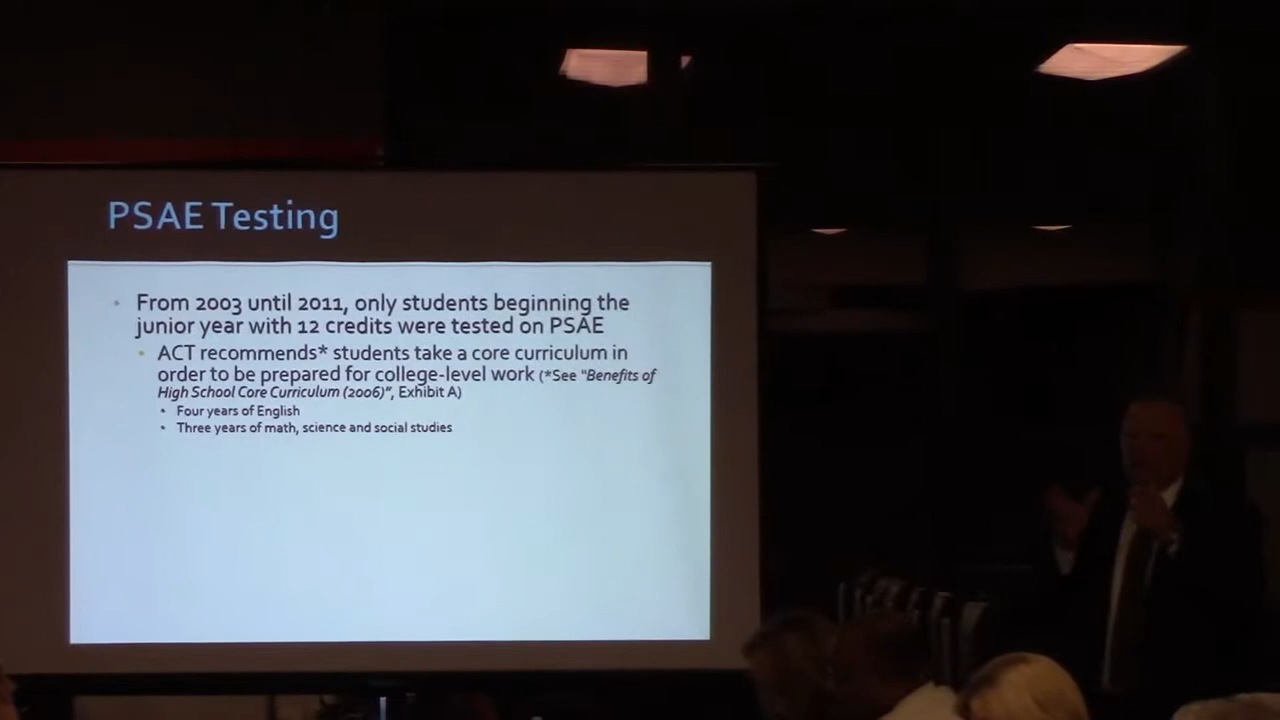 PSAE Testing
From 2003 until 2011, only students beginning the
junior year with 12 credits were tested on PSAE
ACT recommends* students take a core curriculum in
order to be prepared for college-level work (*See "Benefits of
High School Core Curriculum (2006)", Exhibit A)
Four years of English
Three years of math, science and social studies